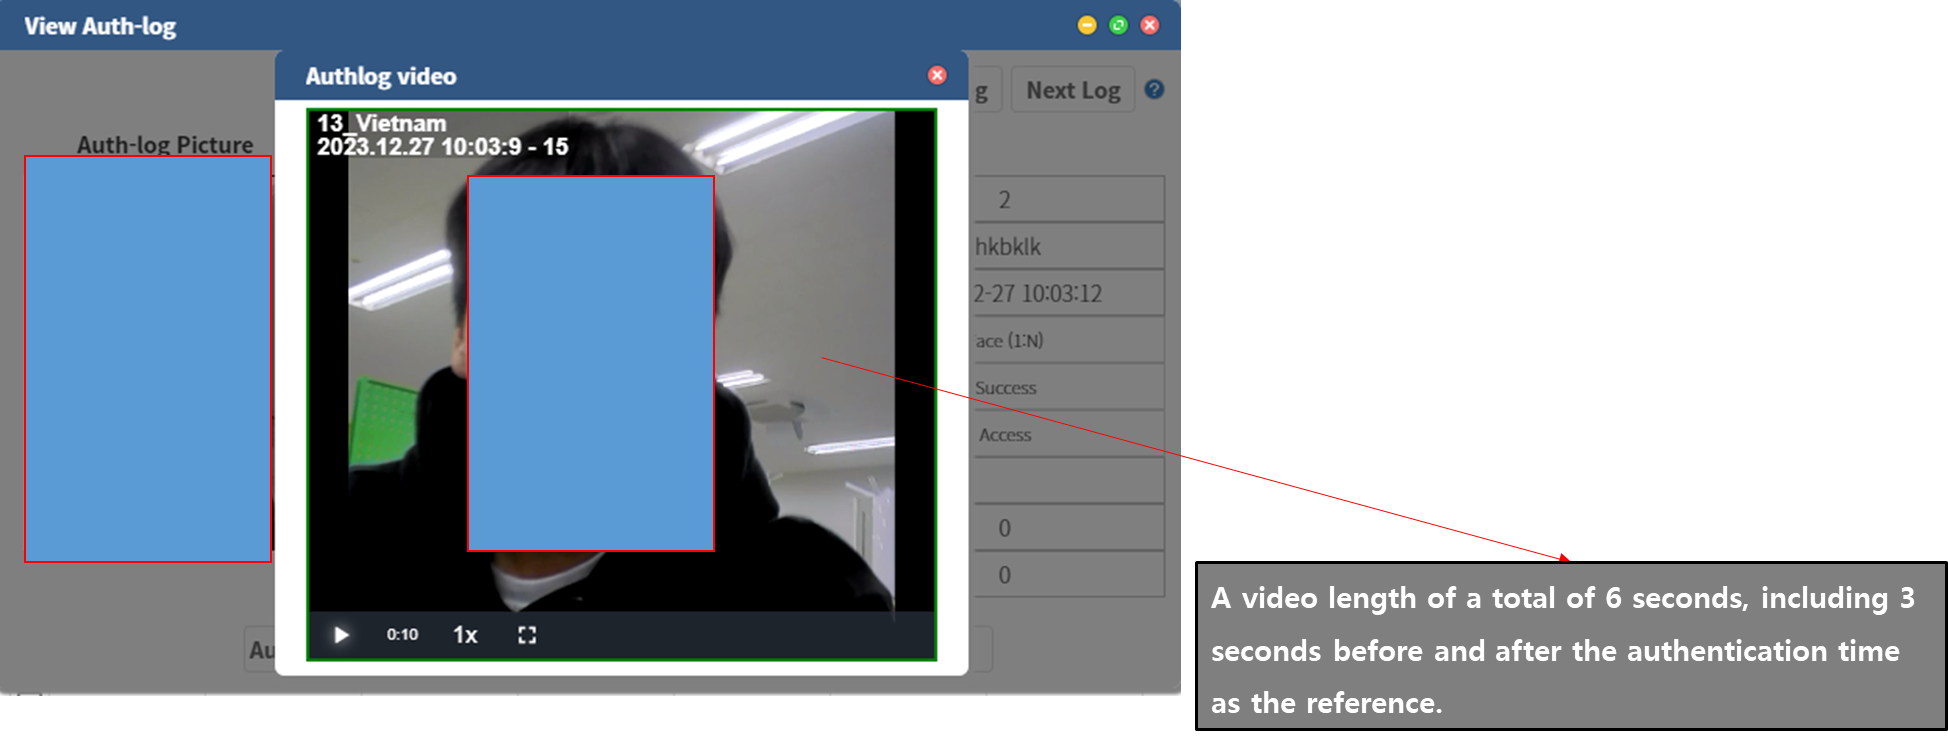 View Auth-log
Authlog video
g
Next Log
?
Auth-log Picture
13_Vietnam
2023.12.27 10:03:9 - 15
2
hkbklk
2-27 10:03:12
ace (1:N)
Success
Access
0
0
Au
0:10
1x
A video length of a total of 6 seconds, including 3
seconds before and after the authentication time
as the reference.